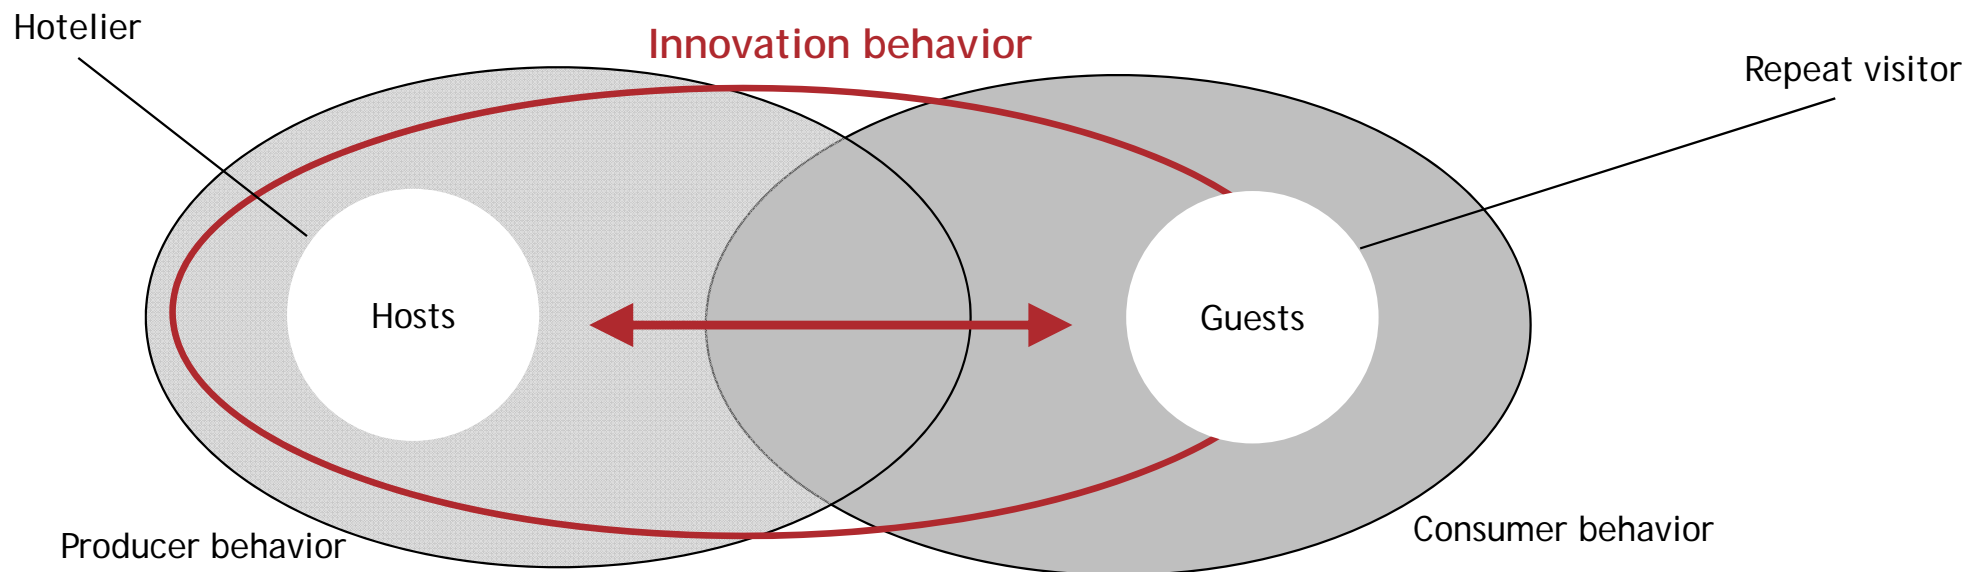 Hotelier
Innovation behavior
Repeat visitor
Hosts
Guests
Producer behavior
Consumer behavior